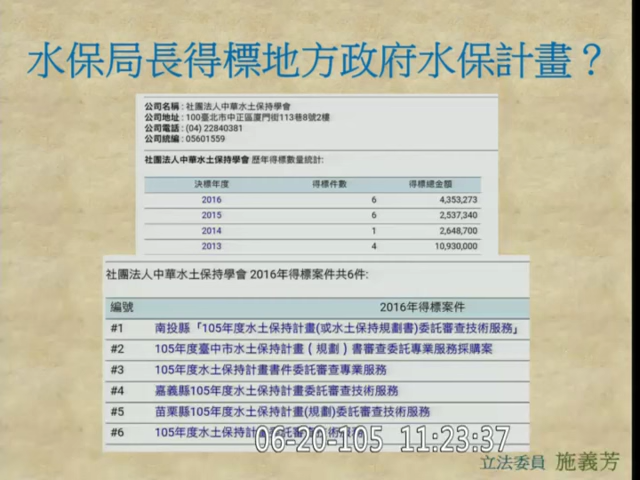 水保局長得標地方政府水保計畫？
公司名稱：社團法人中華水土保持學會
公司地址：100臺北市中正區廈門街113巷8號2樓
公司電話：(04) 22840381
公司統編：05601559
社團法人中華水土保持學會 歷年得標數量統計:
決標年度 得標件數 得標總金額
2016 6 4,353,273
2015 6 2,537,340
2014 1 2,648,700
2013 4 10,930,000
社團法人中華水土保持學會 2016年得標案件共6件:
編號 2016年得標案件
#1 南投縣「105年度水土保持計畫(或水土保持規劃書)委託審查技術服務」
#2 105年度臺中市水土保持計畫（規劃）書審查委託專業服務採購案
#3 105年度水土保持計畫書件委託審查專業服務
#4 嘉義縣105年度水土保持計畫委託審查技術服務
#5 苗栗縣105年度水土保持計畫(規劃)委託審查技術服務
#6 105年度水土保持計
06-20-105 11:23:37
立法委員 施義芳